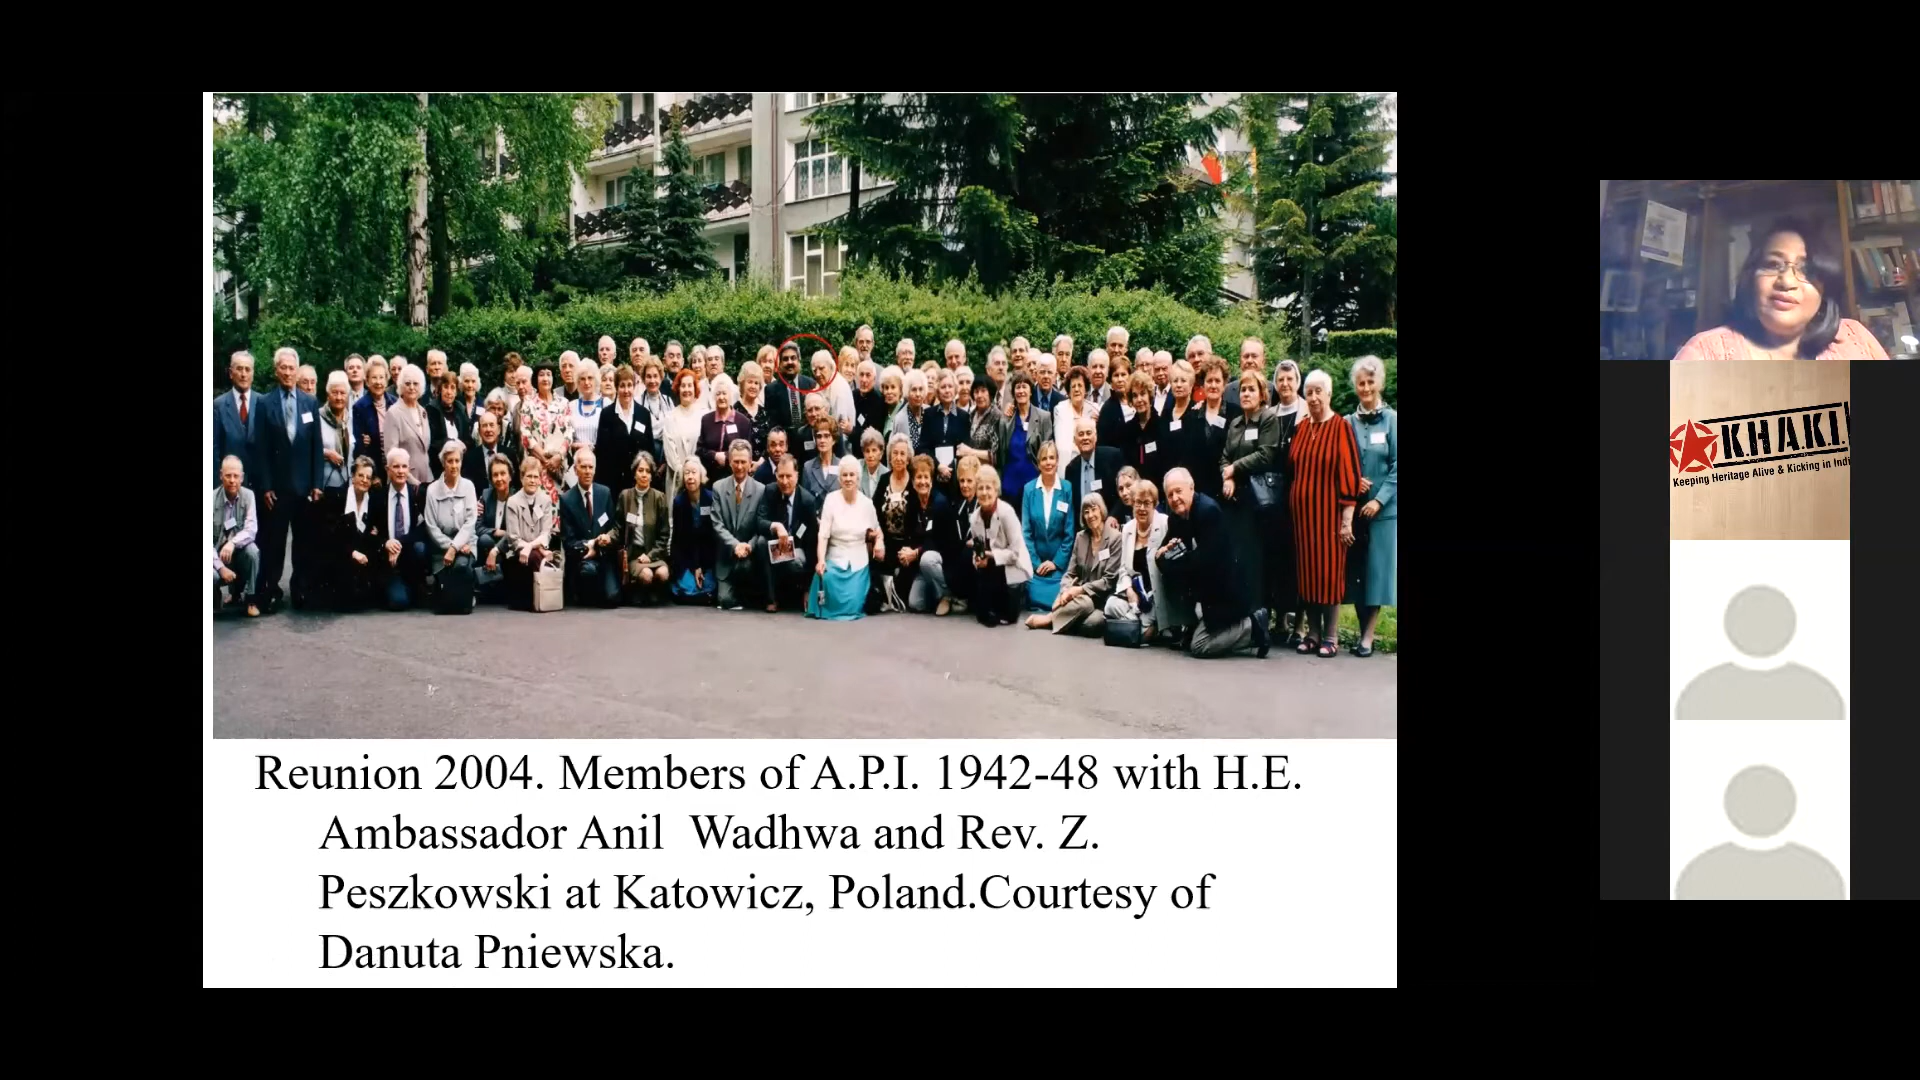 Reunion 2004. Members of A.P.I. 1942-48 with H.E.
Ambassador Anil Wadhwa and Rev. Z.
Peszkowski at Katowicz, Poland.Courtesy of
Danuta Pniewska.
K.H.A.K.I.
Heritage Alive & Kicking in Indi
Keeping